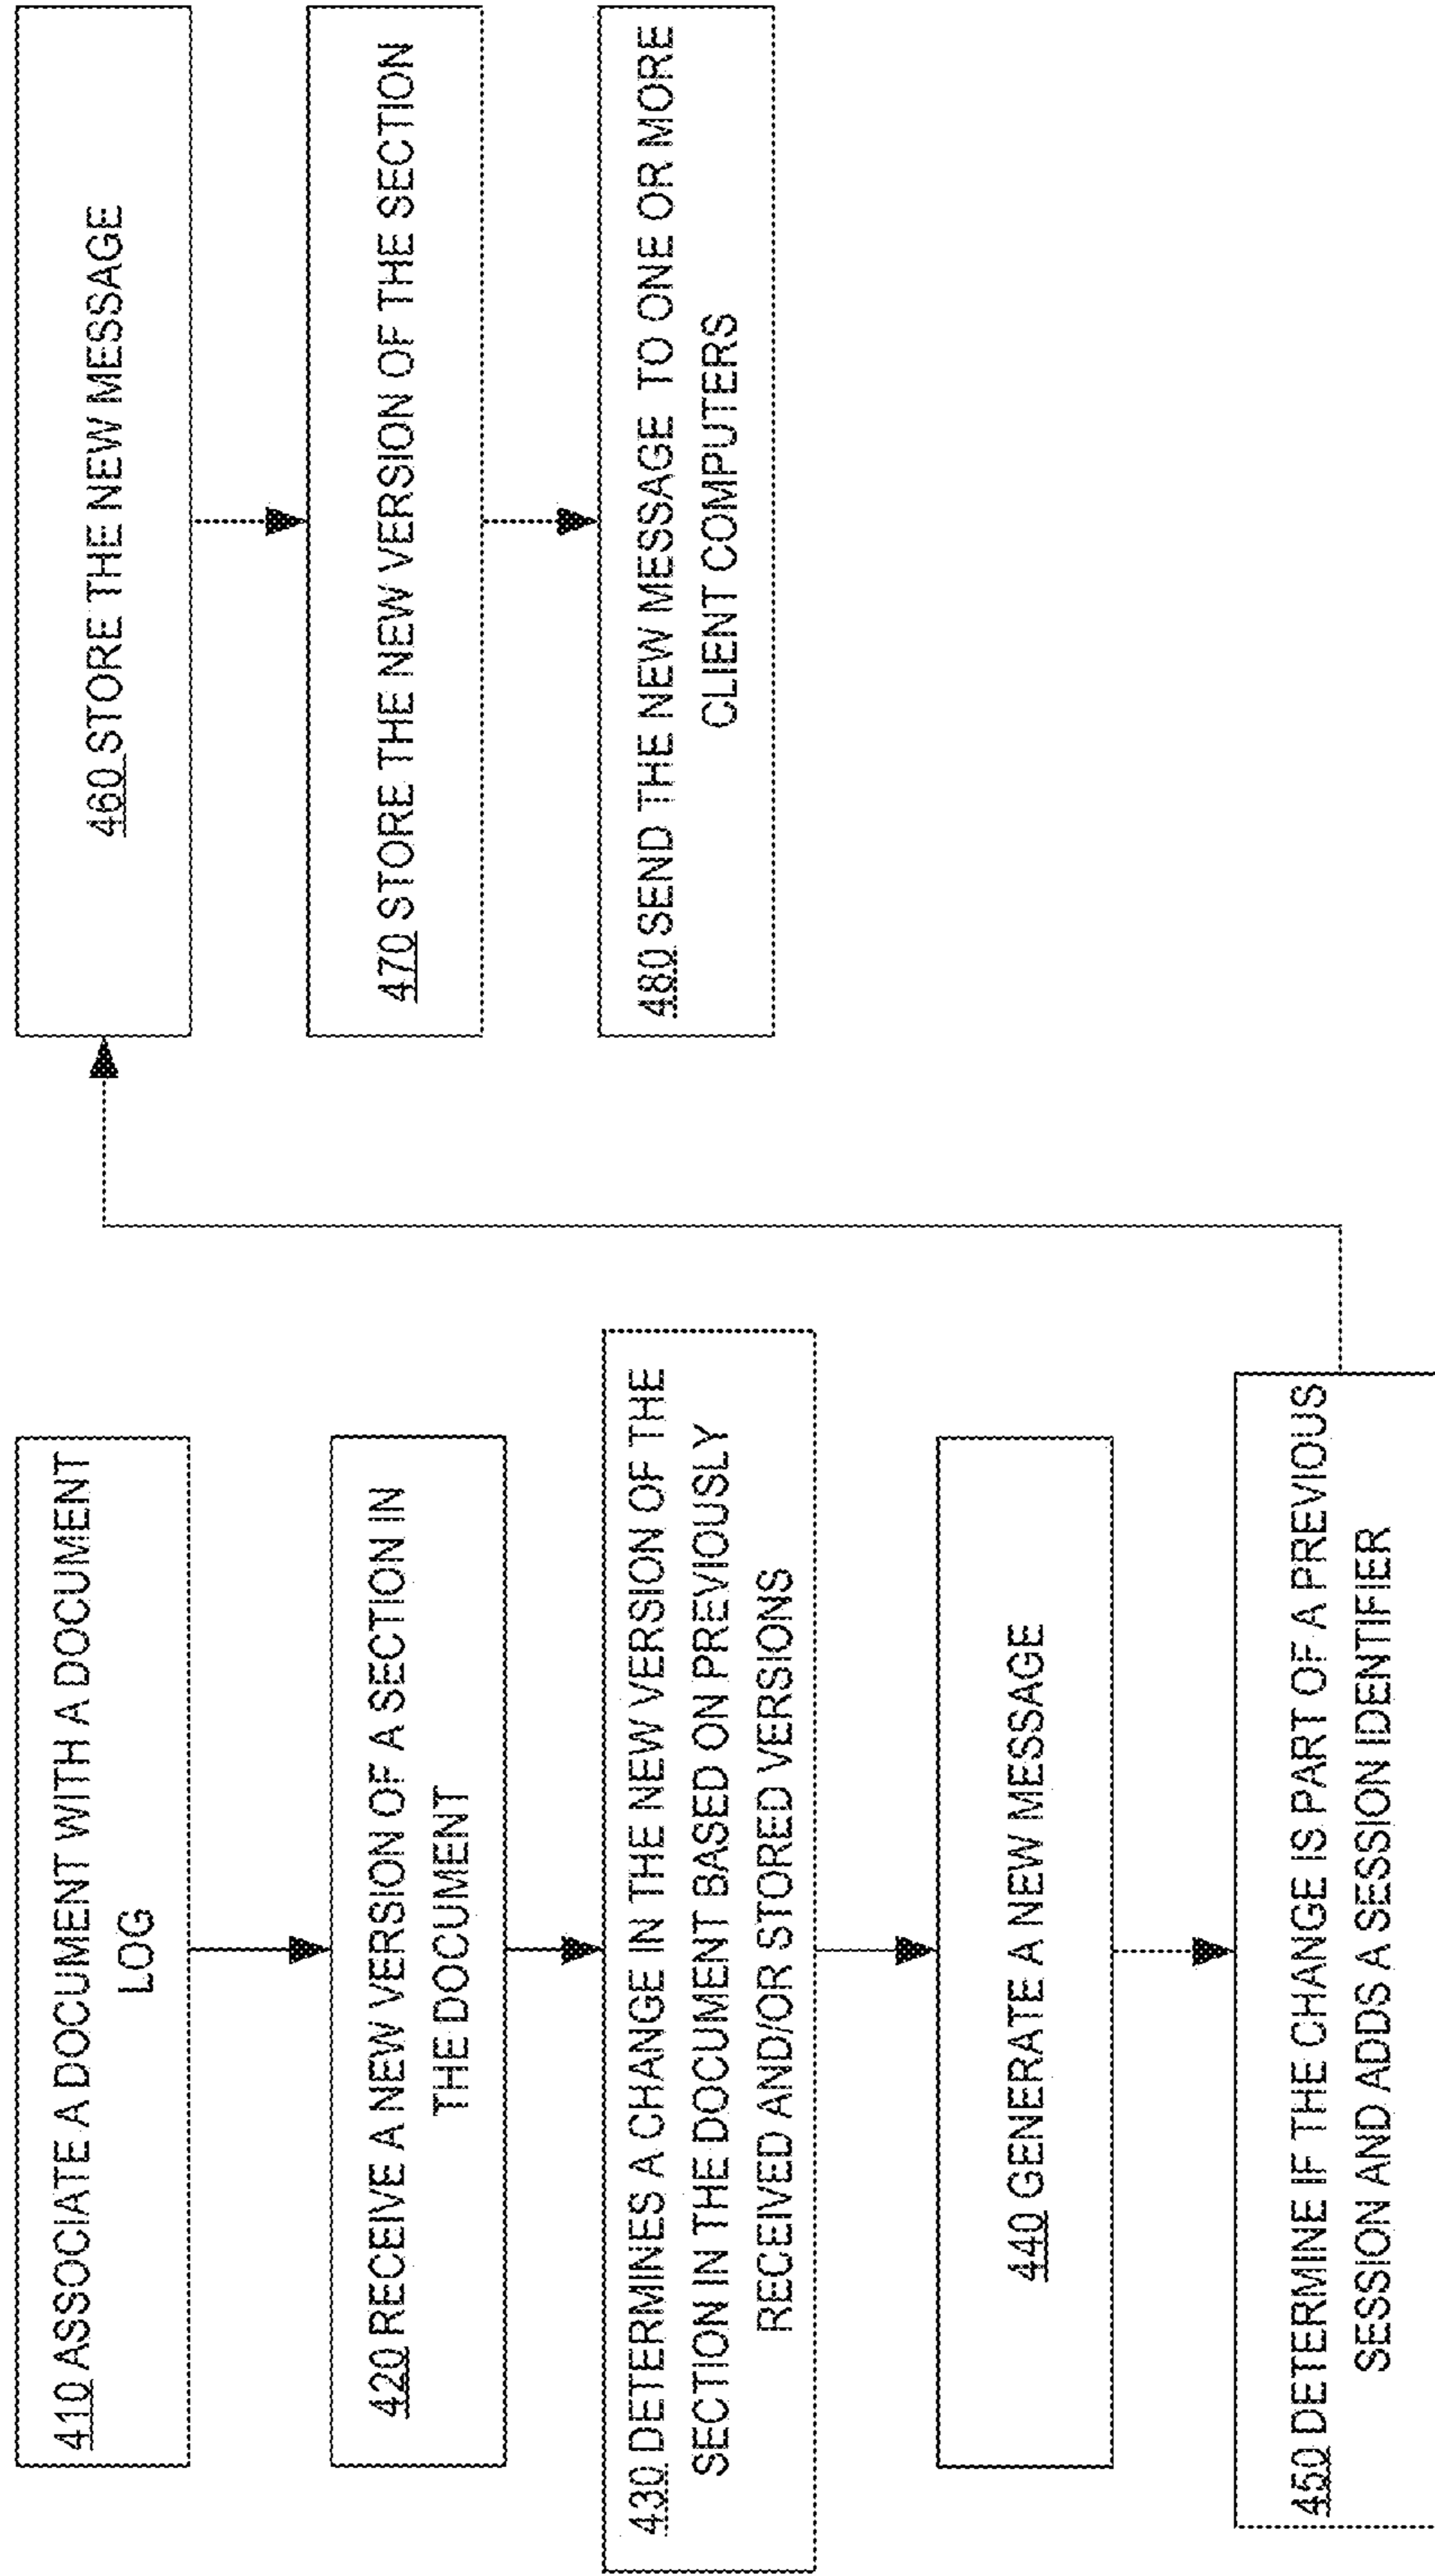 410 ASSOCIATE A DOCUMENT WITH A DOCUMENT
LOG
420 RECEIVE A NEW VERSION OF A SECTION IN
THE DOCUMENT
430 DETERMINES A CHANGE IN THE NEW VERSION OF THE
SECTION IN THE DOCUMENT BASED ON PREVIOUSLY
RECEIVED AND/OR STORED VERSIONS
440 GENERATE A NEW MESSAGE
450 DETERMINE IF THE CHANGE IS PART OF A PREVIOUS
SESSION AND ADDS A SESSION IDENTIFIER
460 STORE THE NEW MESSAGE
470 STORE THE NEW VERSION OF THE SECTION
480 SEND THE NEW MESSAGE TO ONE OR MORE
CLIENT COMPUTERS